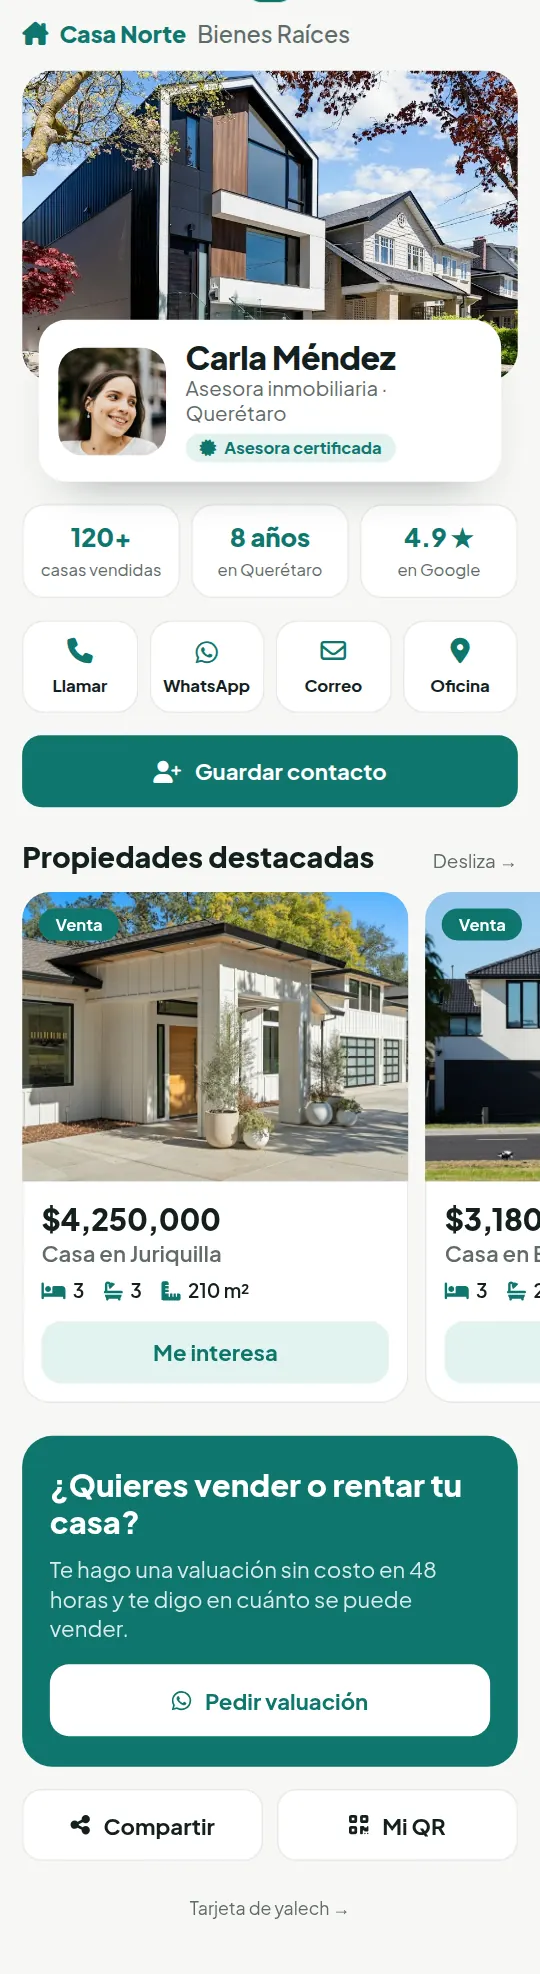 Casa Norte Bienes Raíces
Carla Méndez
Asesora inmobiliaria ·
Querétaro
Asesora certificada
120+
casas vendidas
8 años
en Querétaro
4.9 ★
en Google
Llamar
WhatsApp
Correo
Oficina
Guardar contacto
Propiedades destacadas
Desliza →
Venta
$4,250,000
Casa en Juriquilla
3 3 210 m²
Me interesa
Venta
$3,180
Casa en
3
¿Quieres vender o rentar tu
casa?
Te hago una valuación sin costo en 48
horas y te digo en cuánto se puede
vender.
Pedir valuación
Compartir
Mi QR
Tarjeta de yalech →